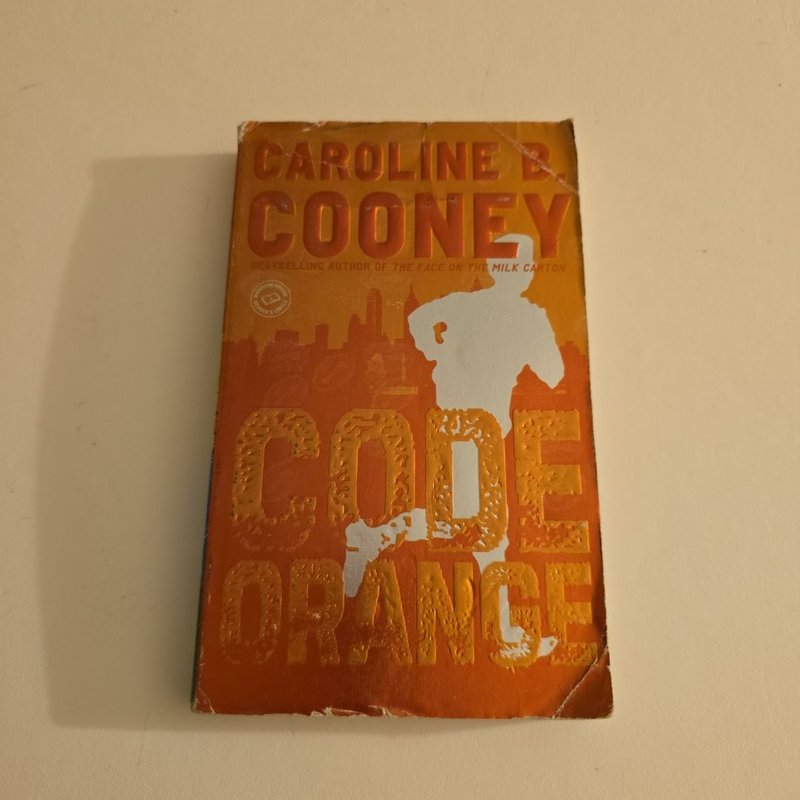 CAROLINE B.
COONEY
BESTSELLING AUTHOR OF THE FACE ON THE MILK CARTON
CODE
ORANGE